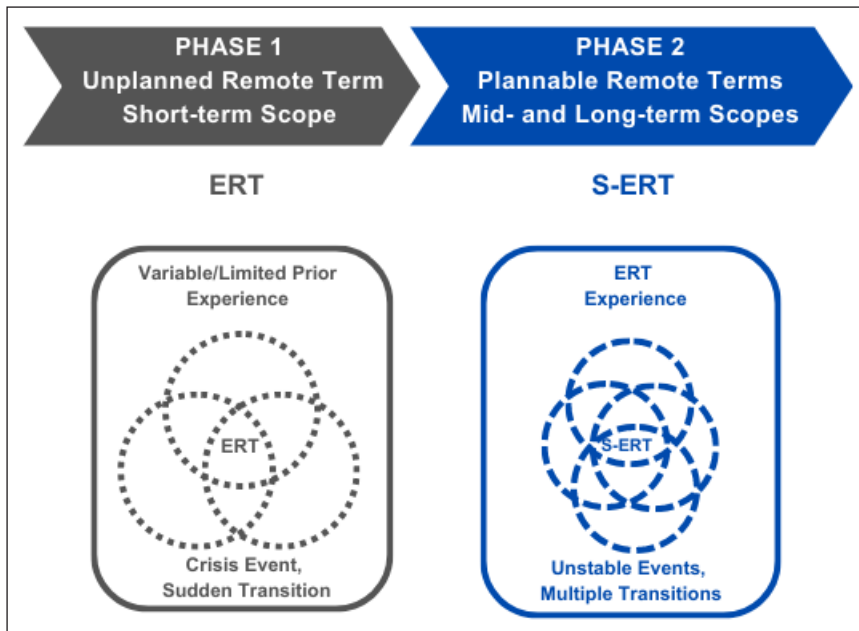 PHASE 1
Unplanned Remote Term
Short-term Scope
PHASE 2
Plannable Remote Terms
Mid- and Long-term Scopes
ERT
S-ERT
Variable/Limited Prior
Experience
ERT
Crisis Event,
Sudden Transition
ERT
Experience
S-ERT
Unstable Events,
Multiple Transitions